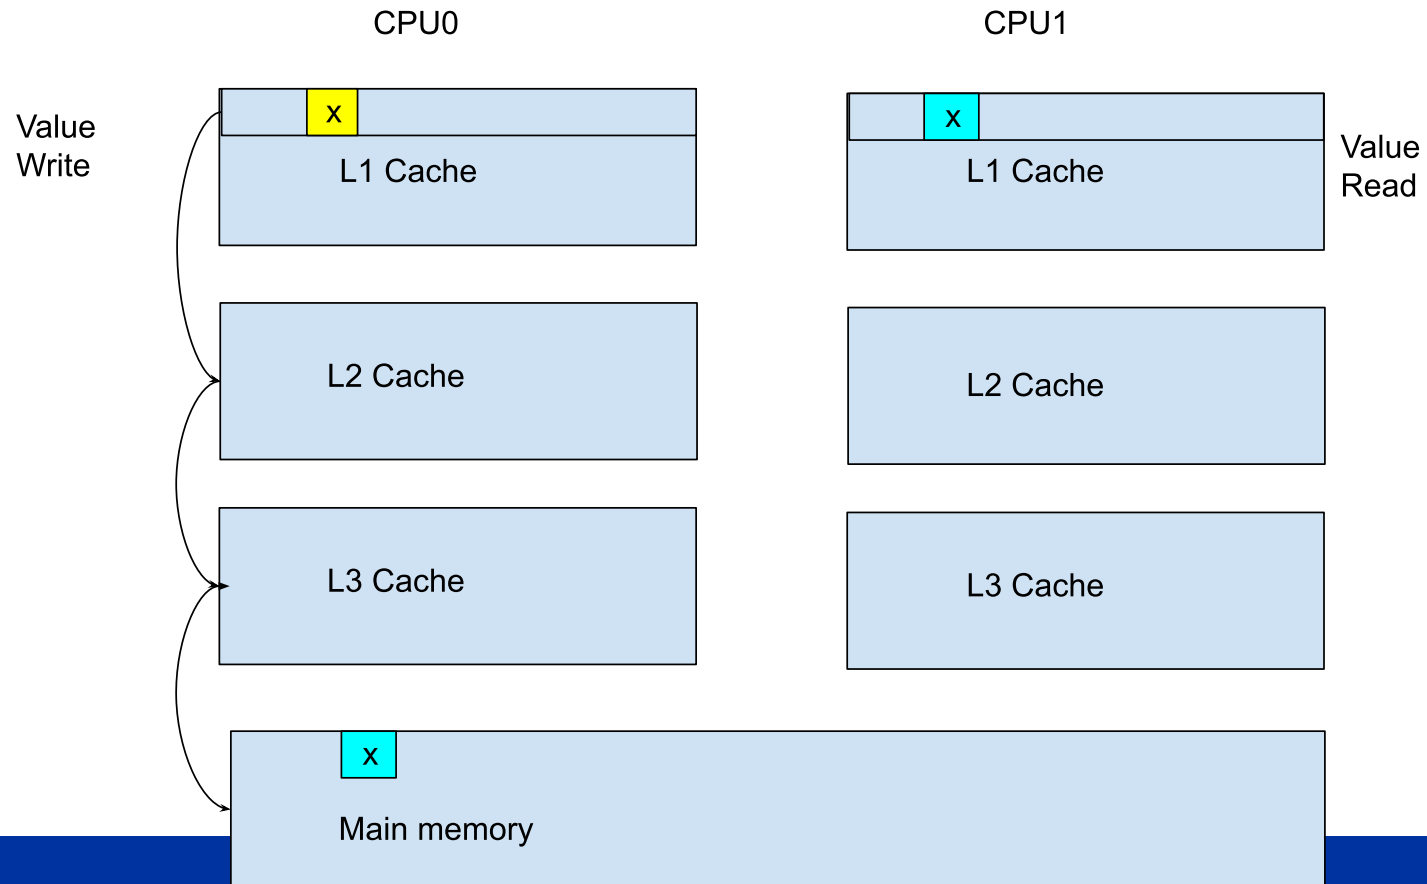 CPU0
CPU1
Value
Write
x
L1 Cache
x
L1 Cache
Value
Read
L2 Cache
L2 Cache
L3 Cache
L3 Cache
x
Main memory